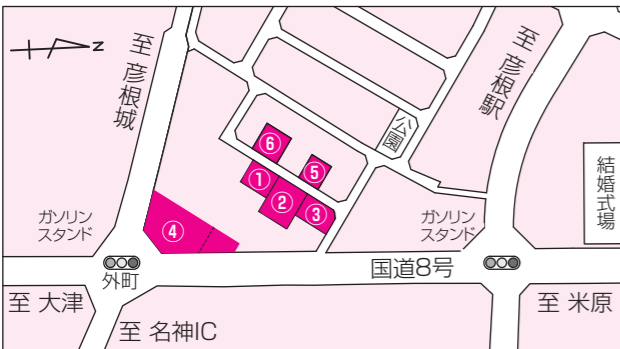 N
至 彦根城
至 彦根駅
公園
結婚式場
⑥
⑤
①
②
③
④
ガソリン
スタンド
ガソリン
スタンド
外町
国道8号
至 大津
至 名神IC
至 米原